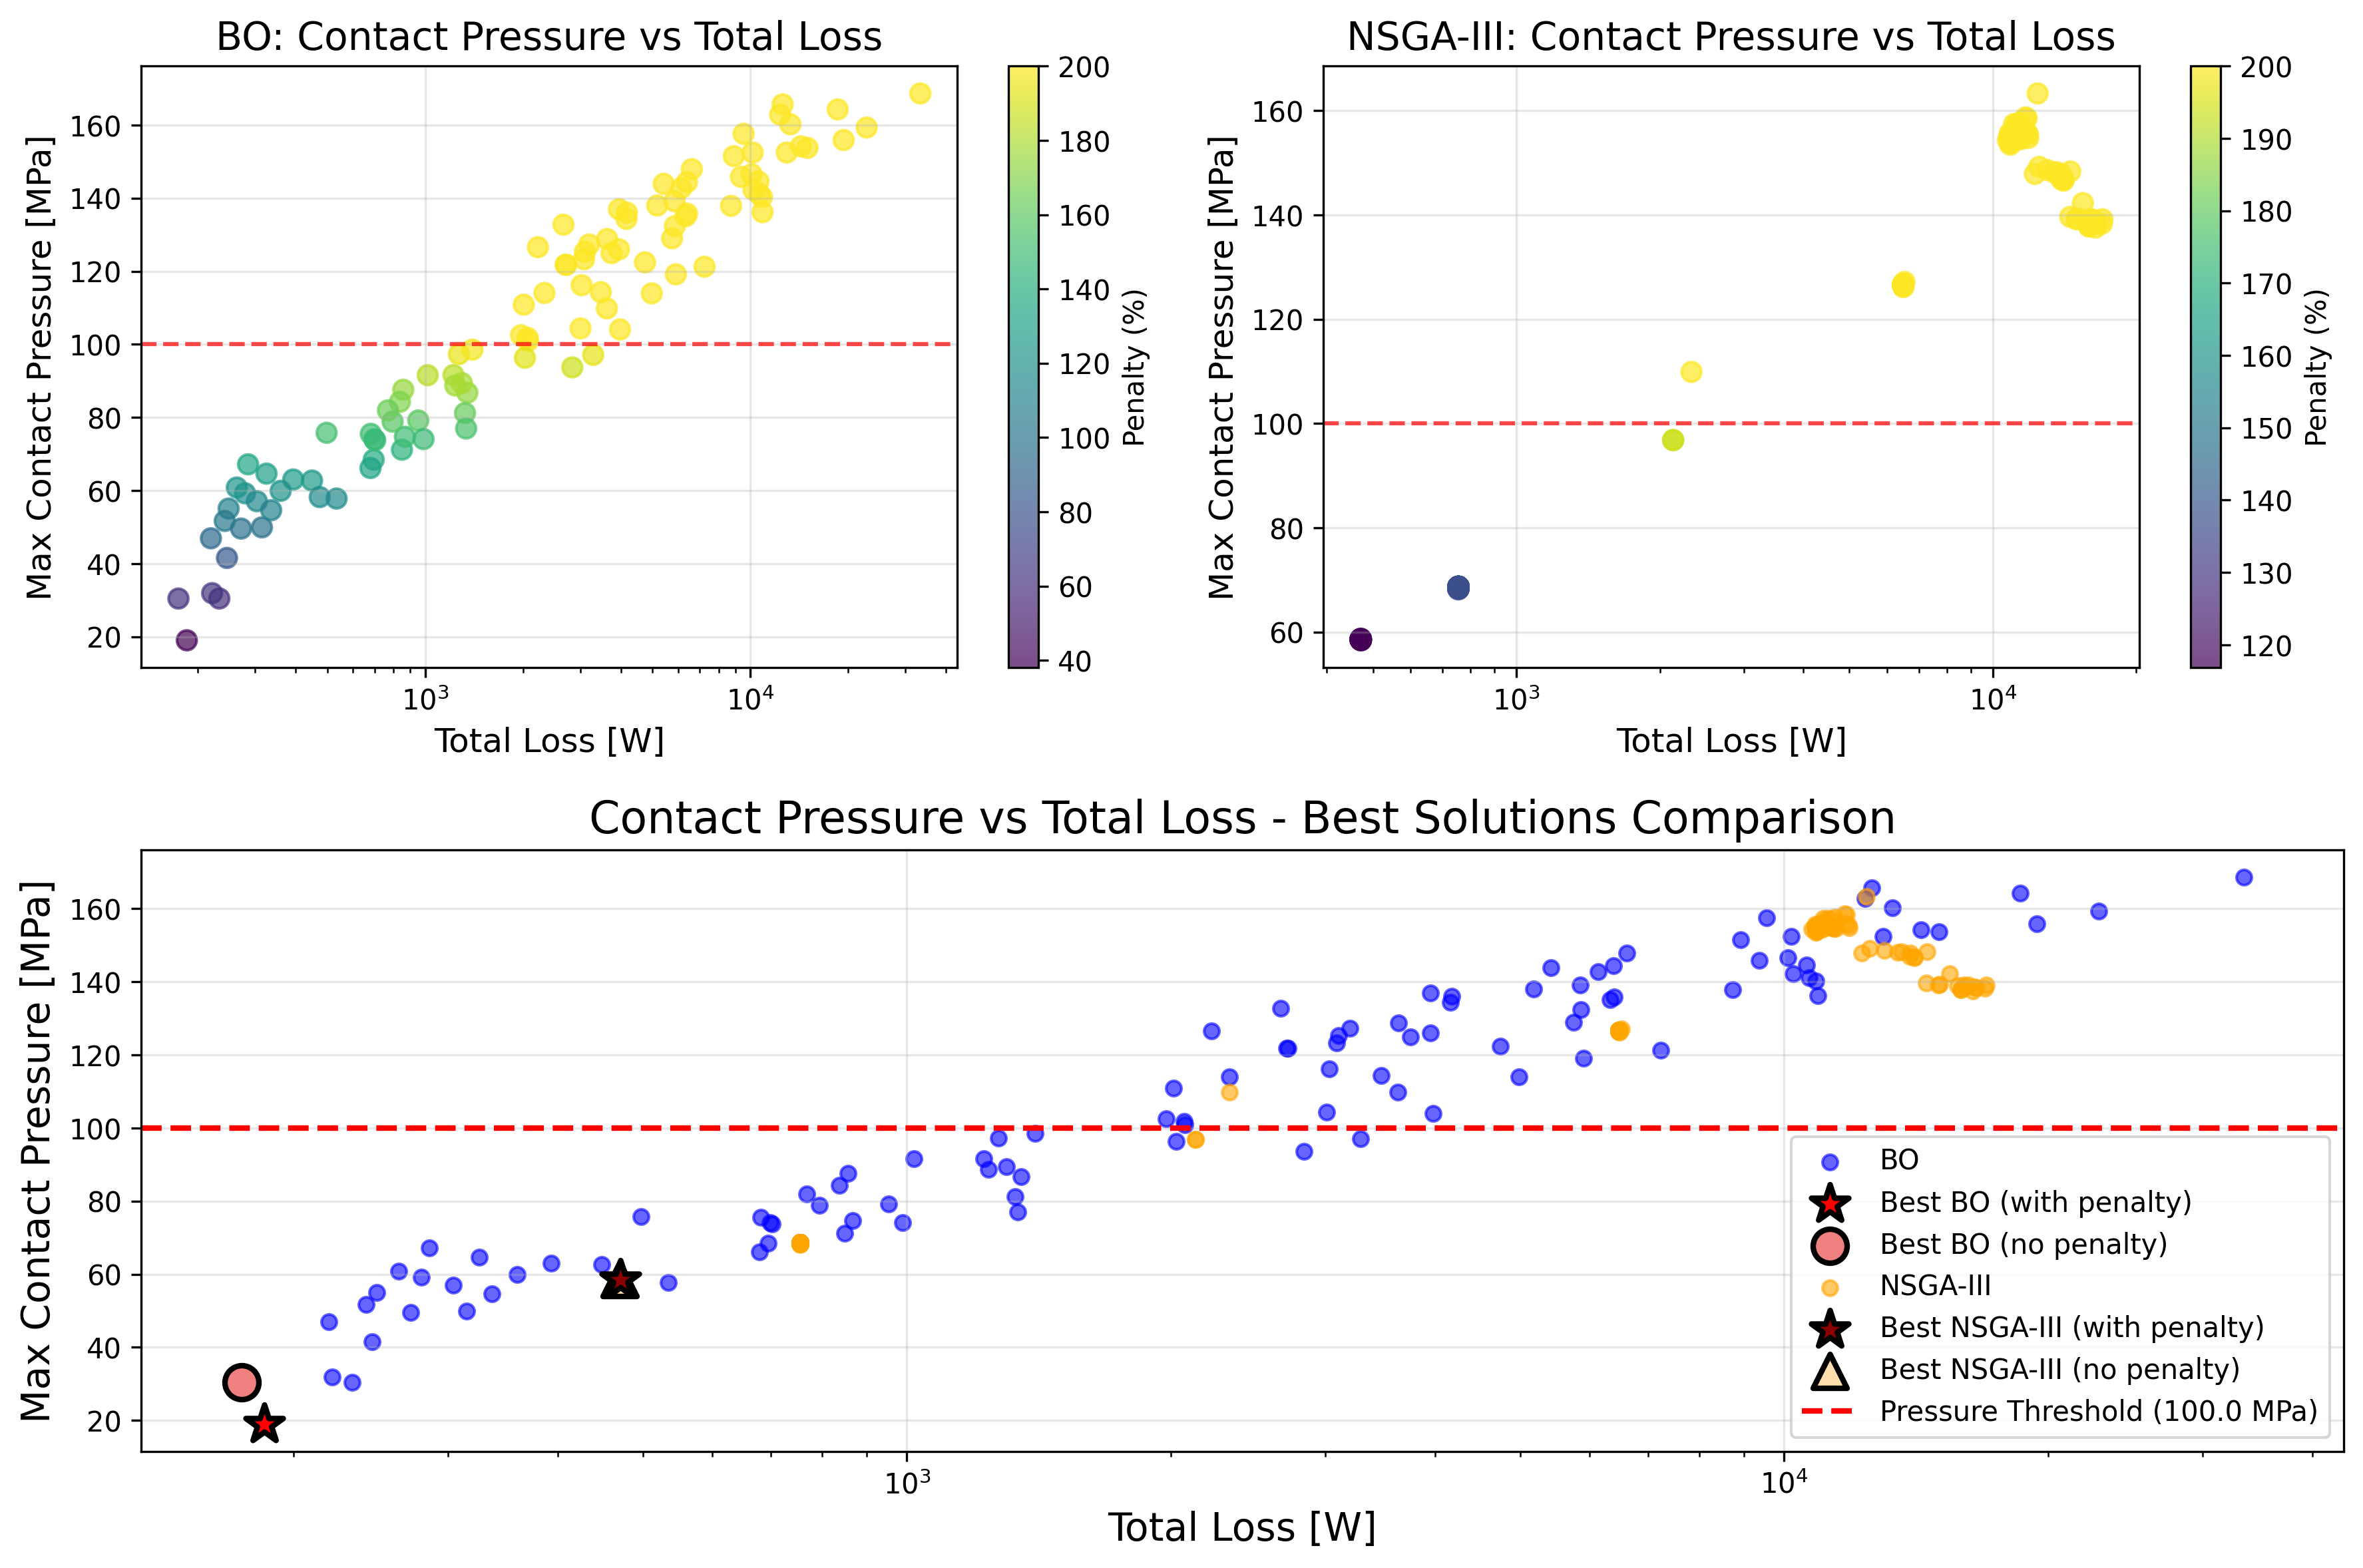 BO: Contact Pressure vs Total Loss
Max Contact Pressure [MPa]
160
140
120
100
80
60
40
20
10³
10⁴
Total Loss [W]
200
180
160
140
120
100
80
60
40
Penalty (%)
NSGA-III: Contact Pressure vs Total Loss
Max Contact Pressure [MPa]
160
140
120
100
80
60
10³
10⁴
Total Loss [W]
200
190
180
170
160
150
140
130
120
Penalty (%)
Contact Pressure vs Total Loss - Best Solutions Comparison
Max Contact Pressure [MPa]
160
140
120
100
80
60
40
20
10³
10⁴
Total Loss [W]
BO
Best BO (with penalty)
Best BO (no penalty)
NSGA-III
Best NSGA-III (with penalty)
Best NSGA-III (no penalty)
Pressure Threshold (100.0 MPa)